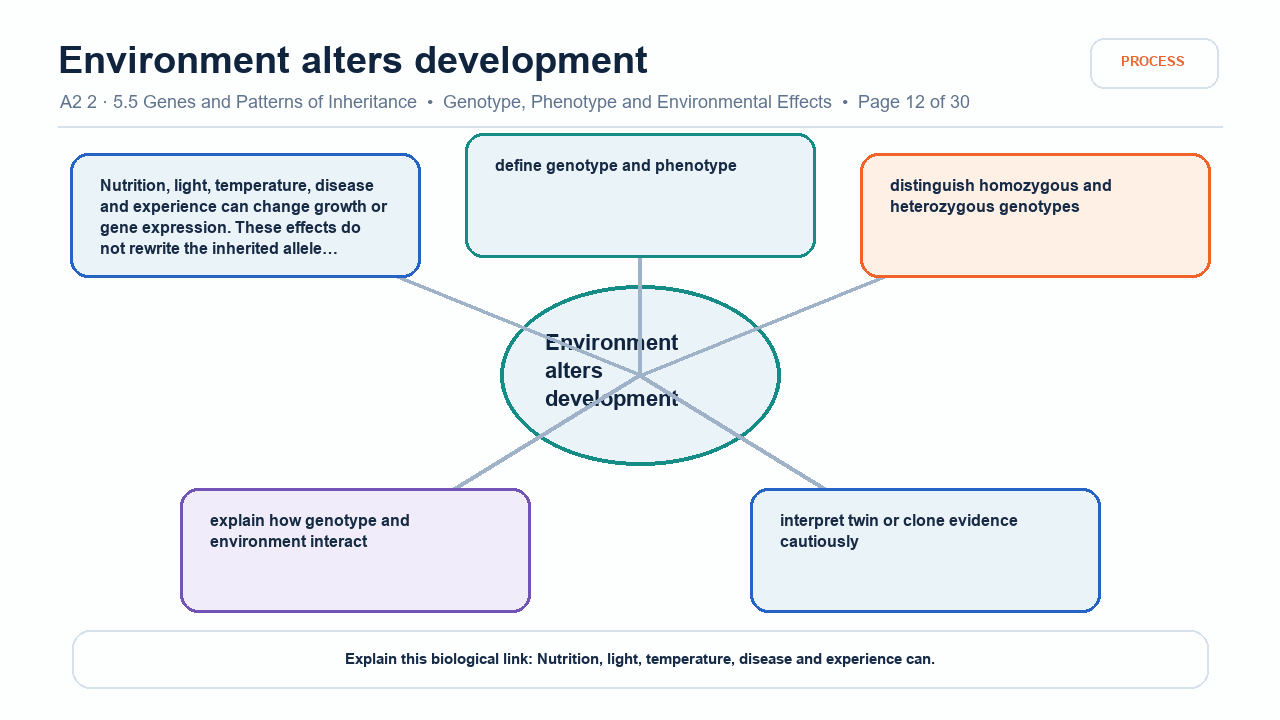 Environment alters development
PROCESS
A2 2 · 5.5 Genes and Patterns of Inheritance • Genotype, Phenotype and Environmental Effects • Page 12 of 30
Nutrition, light, temperature, disease
and experience can change growth or
gene expression. These effects do
not rewrite the inherited allele…
define genotype and phenotype
distinguish homozygous and
heterozygous genotypes
Environment
alters
development
explain how genotype and
environment interact
interpret twin or clone evidence
cautiously
Explain this biological link: Nutrition, light, temperature, disease and experience can.